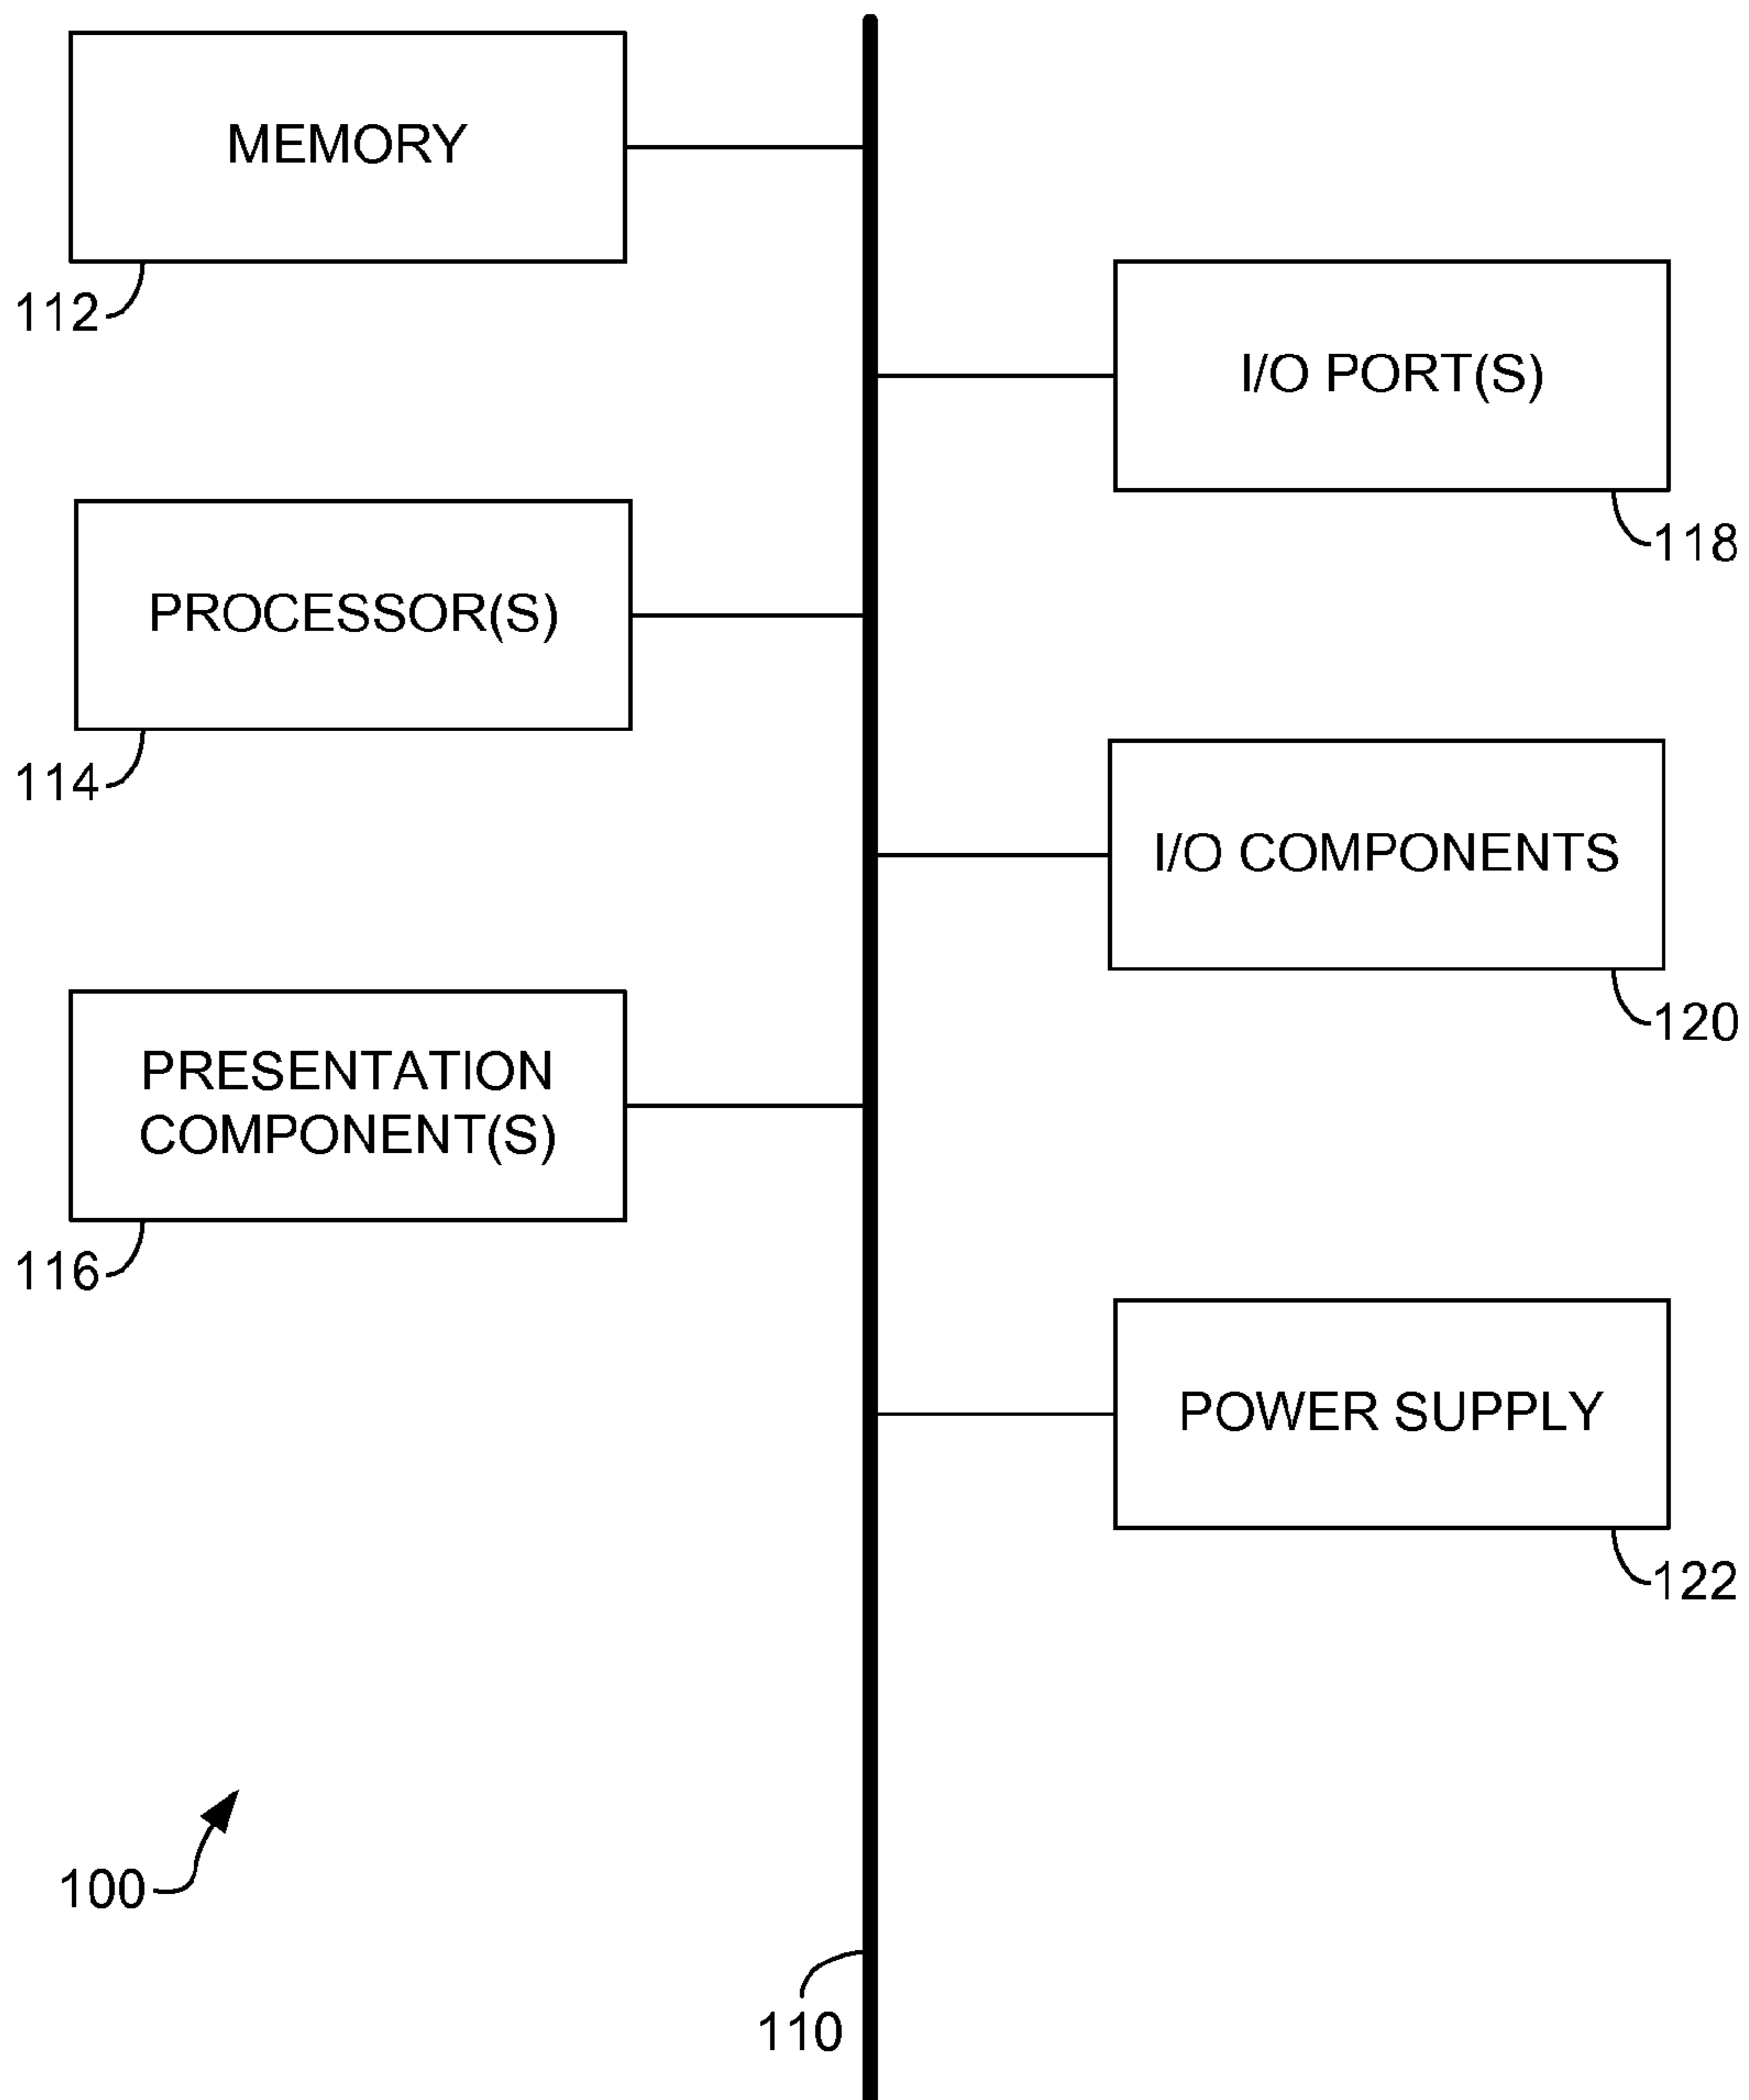 MEMORY
112
I/O PORT(S)
118
PROCESSOR(S)
114
I/O COMPONENTS
120
PRESENTATION
COMPONENT(S)
116
POWER SUPPLY
122
100
110